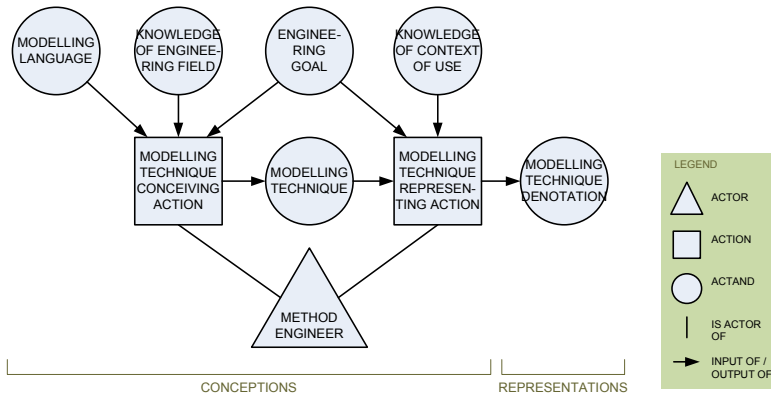 MODELLING
LANGUAGE
KNOWLEDGE
OF ENGINEE-
RING FIELD
ENGINEE-
RING
GOAL
KNOWLEDGE
OF CONTEXT
OF USE
MODELLING
TECHNIQUE
CONCEIVING
ACTION
MODELLING
TECHNIQUE
MODELLING
TECHNIQUE
REPRESEN-
TING ACTION
MODELLING
TECHNIQUE
DENOTATION
METHOD
ENGINEER
CONCEPTIONS
REPRESENTATIONS
LEGEND
ACTOR
ACTION
ACTAND
IS ACTOR
OF
INPUT OF /
OUTPUT OF